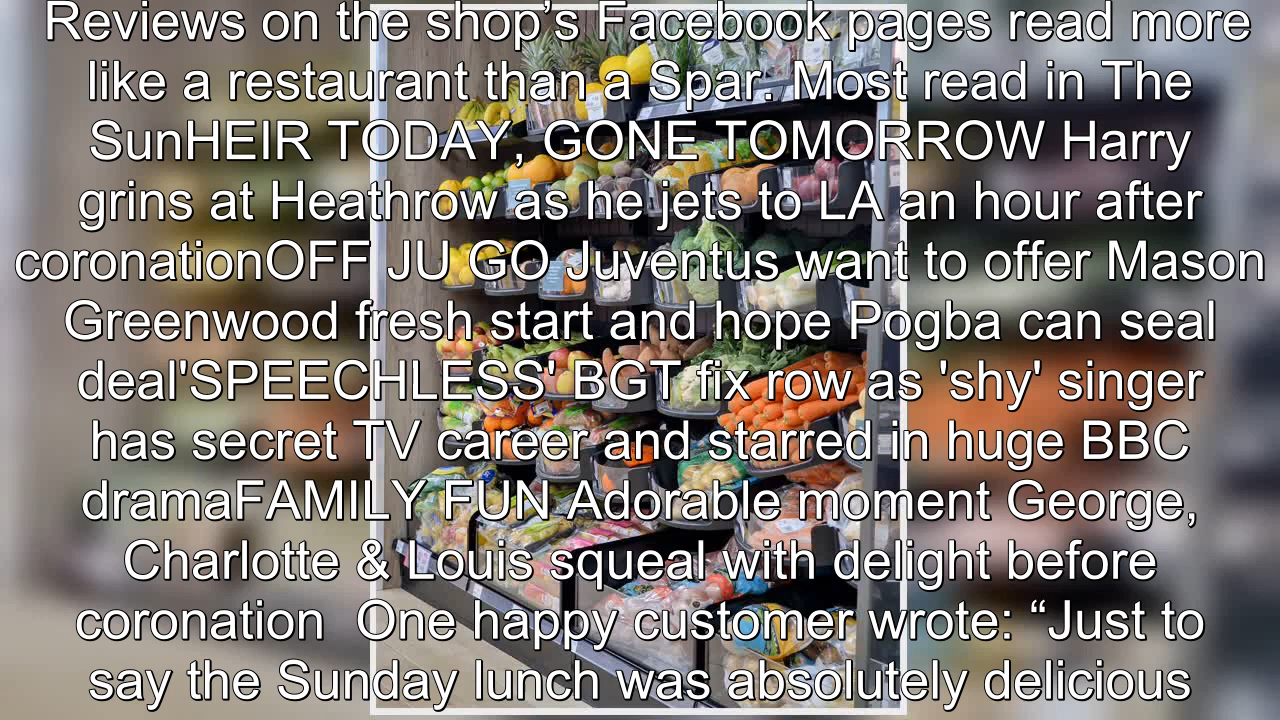 Reviews on the shop’s Facebook pages read more
like a restaurant than a Spar. Most read in The
SunHEIR TODAY, GONE TOMORROW Harry
grins at Heathrow as he jets to LA an hour after
coronationOFF JU GO Juventus want to offer Mason
Greenwood fresh start and hope Pogba can seal
deal'SPEECHLESS' BGT fix row as 'shy' singer
has secret TV career and starred in huge BBC
dramaFAMILY FUN Adorable moment George,
Charlotte & Louis squeal with delight before
coronation  One happy customer wrote: “Just to
say the Sunday lunch was absolutely delicious